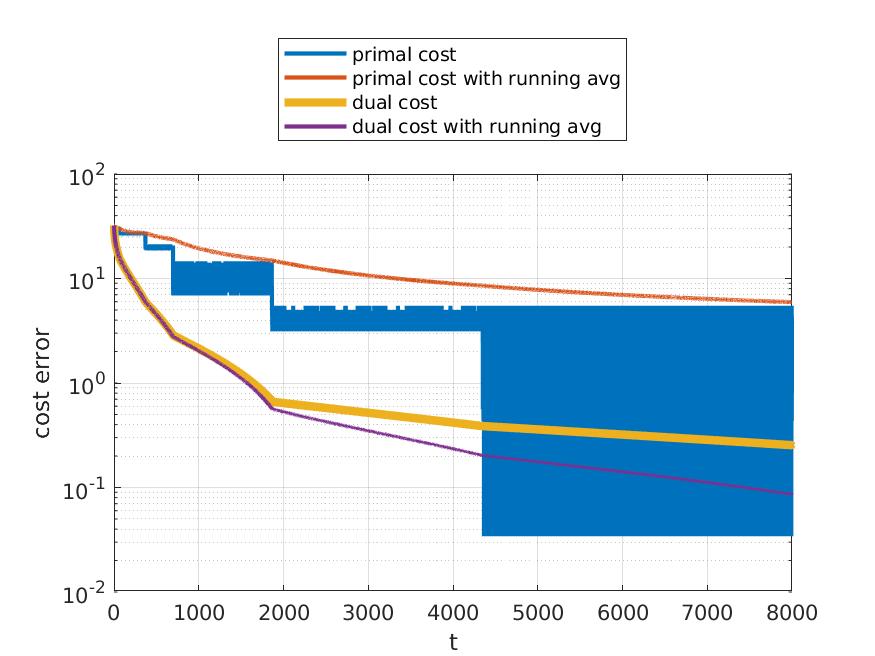 primal cost
primal cost with running avg
dual cost
dual cost with running avg
10^2
10^1
10^0
10^-1
10^-2
cost error
0 1000 2000 3000 4000 5000 6000 7000 8000
t